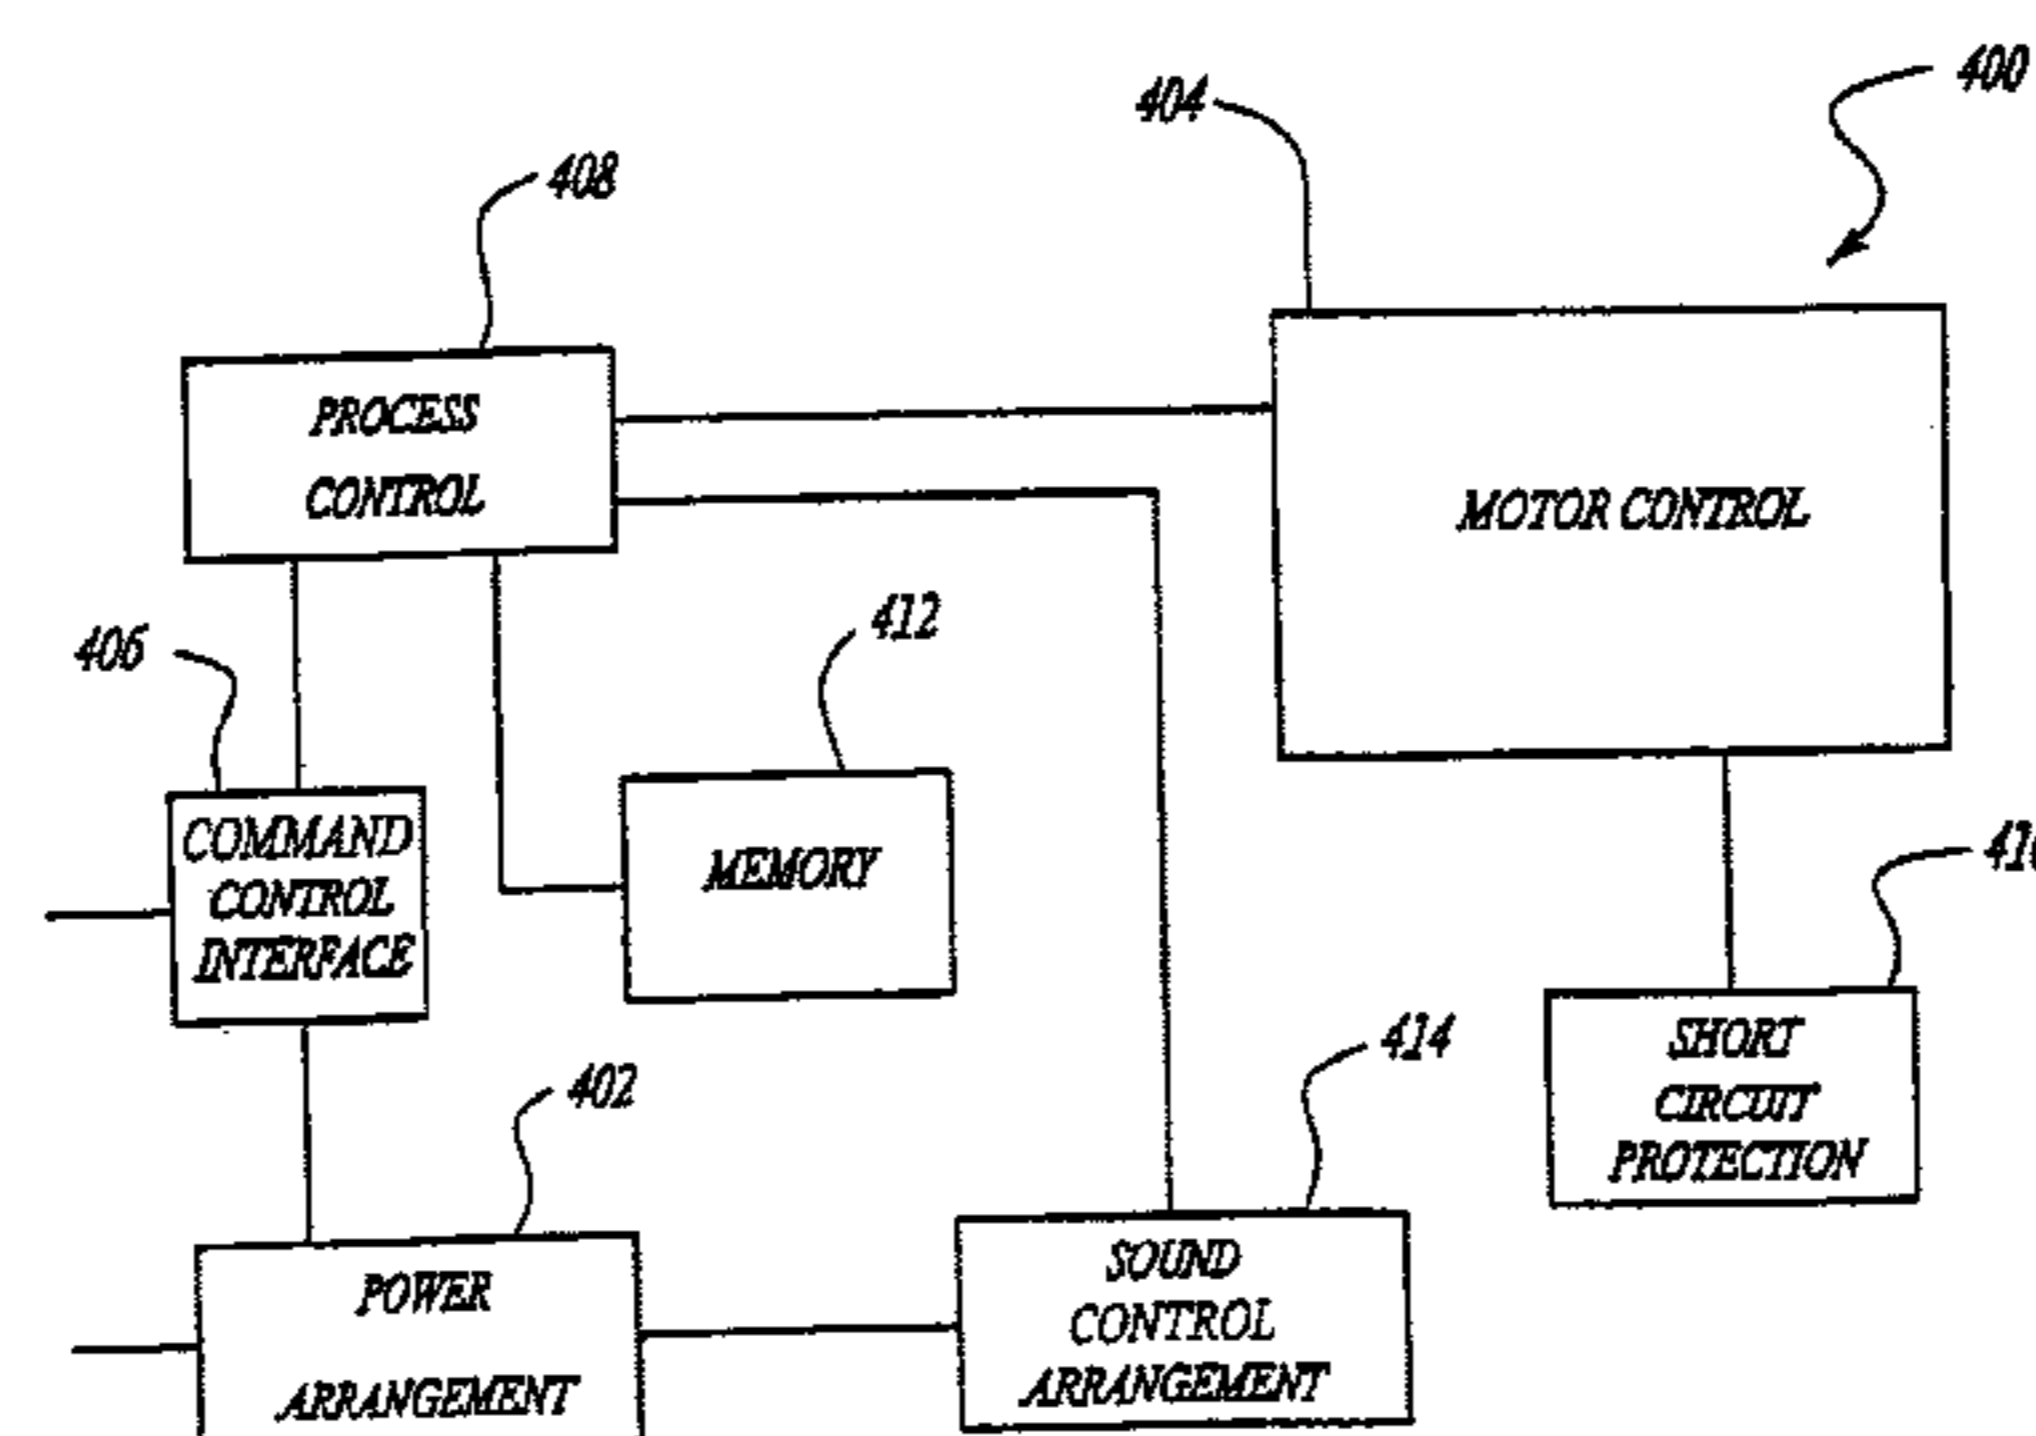 400
404
408
PROCESS
CONTROL
MOTOR CONTROL
412
406
COMMAND
CONTROL
INTERFACE
MEMORY
414
SHORT
CIRCUIT
PROTECTION
402
POWER
ARRANGEMENT
SOUND
CONTROL
ARRANGEMENT